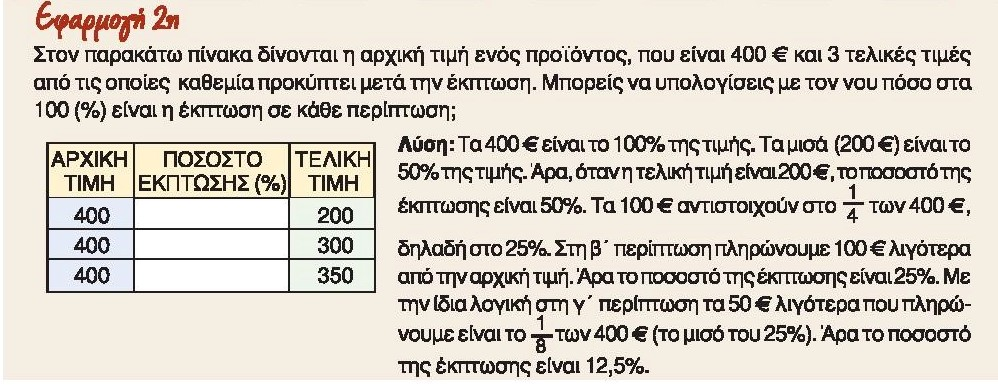 Εφαρμογή 2η
Στον παρακάτω πίνακα δίνονται η αρχική τιμή ενός προϊόντος, που είναι 400 € και 3 τελικές τιμές
από τις οποίες καθεμία προκύπτει μετά την έκπτωση. Μπορείς να υπολογίσεις με τον νου πόσο στα
100 (%) είναι η έκπτωση σε κάθε περίπτωση;
ΑΡΧΙΚΗ ΤΙΜΗ | ΠΟΣΟΣΤΟ ΕΚΠΤΩΣΗΣ (%) | ΤΕΛΙΚΗ ΤΙΜΗ
400 | | 200
400 | | 300
400 | | 350
Λύση: Τα 400 € είναι το 100% της τιμής. Τα μισά (200 €) είναι το
50% της τιμής. Άρα, όταν η τελική τιμή είναι 200 €, το ποσοστό της
έκπτωσης είναι 50%. Τα 100 € αντιστοιχούν στο 1/4 των 400 €,
δηλαδή στο 25%. Στη β΄ περίπτωση πληρώνουμε 100 € λιγότερα
από την αρχική τιμή. Άρα το ποσοστό της έκπτωσης είναι 25%. Με
την ίδια λογική στη γ΄ περίπτωση τα 50 € λιγότερα που πληρώ-
νουμε είναι το 1/8 των 400 € (το μισό του 25%). Άρα το ποσοστό
της έκπτωσης είναι 12,5%.